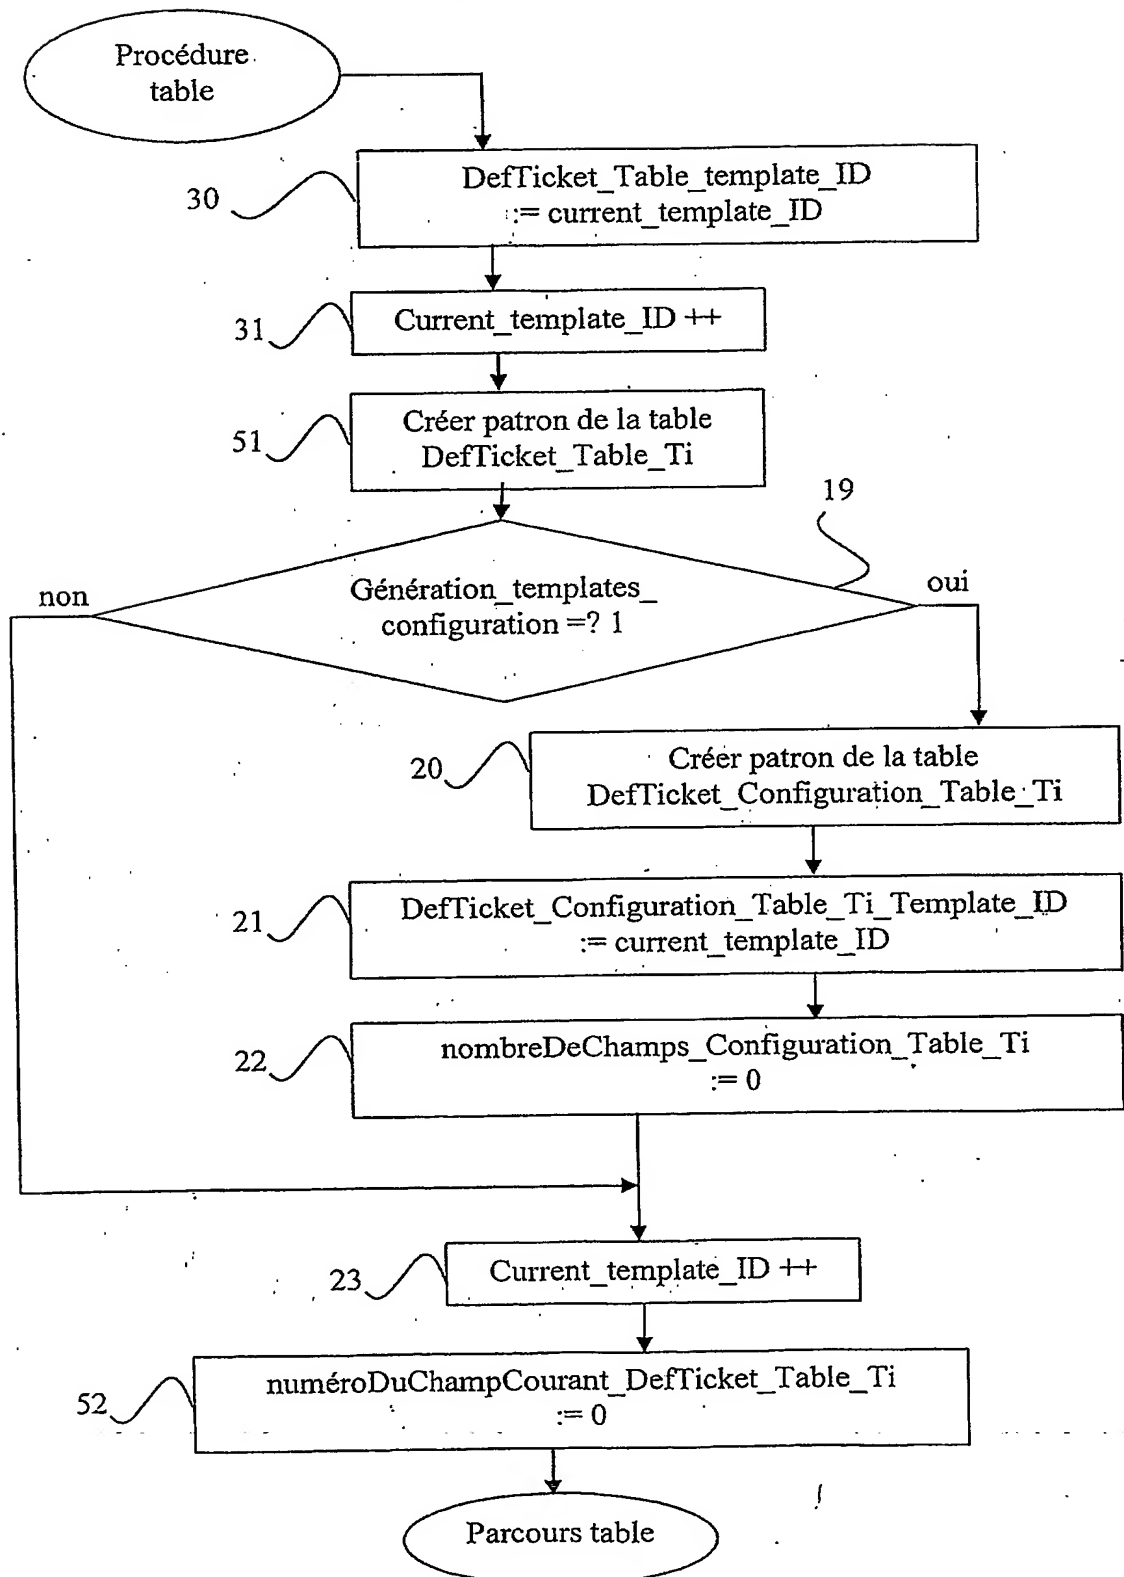 Procédure
table
30
DefTicket_Table_template_ID
:= current_template_ID
31
Current_template_ID ++
51
Créer patron de la table
DefTicket_Table_Ti
19
non
Génération_templates_
configuration =? 1
oui
20
Créer patron de la table
DefTicket_Configuration_Table_Ti
21
DefTicket_Configuration_Table_Ti_Template_ID
:= current_template_ID
22
nombreDeChamps_Configuration_Table_Ti
:= 0
23
Current_template_ID ++
52
numéroDuChampCourant_DefTicket_Table_Ti
:= 0
Parcours table